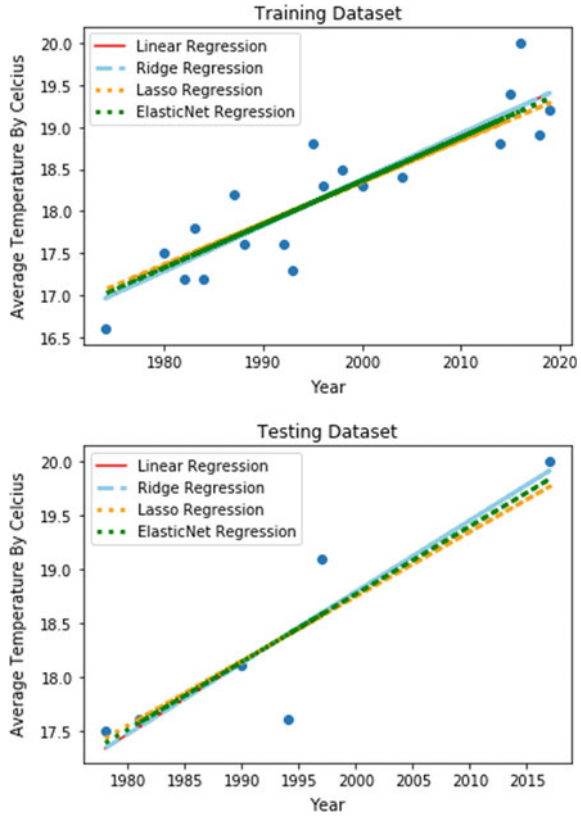 Training Dataset
Linear Regression
Ridge Regression
Lasso Regression
ElasticNet Regression
Average Temperature By Celcius
20.0
19.5
19.0
18.5
18.0
17.5
17.0
16.5
1980
1990
2000
2010
2020
Year
Testing Dataset
Linear Regression
Ridge Regression
Lasso Regression
ElasticNet Regression
Average Temperature By Celcius
20.0
19.5
19.0
18.5
18.0
17.5
1980
1985
1990
1995
2000
2005
2010
2015
Year